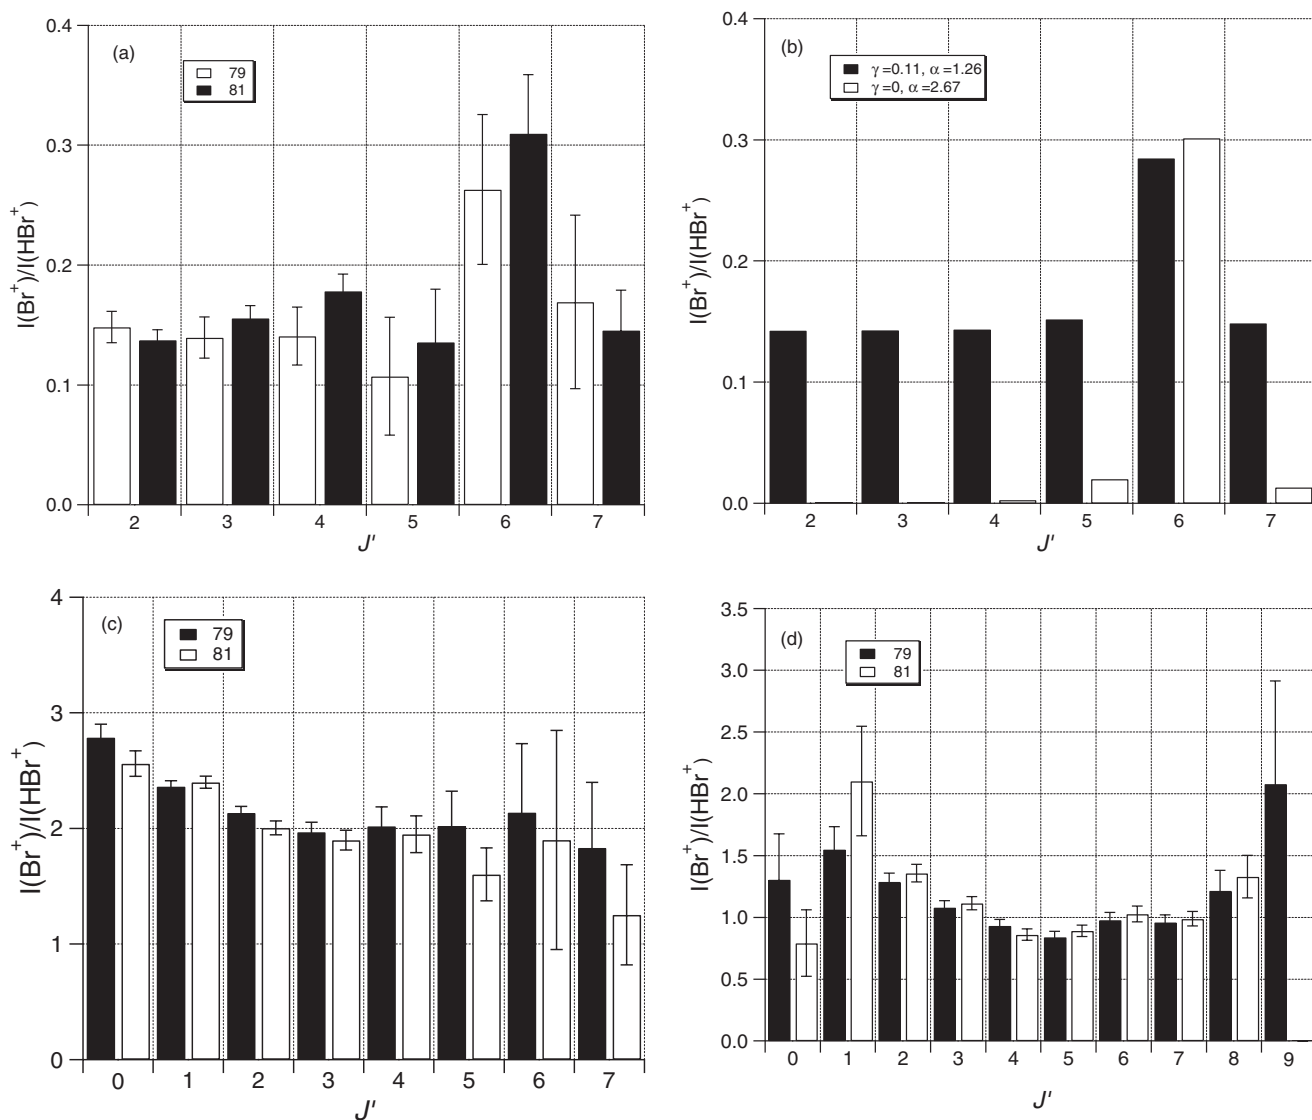 (a)
79
81
0.4
0.3
0.2
0.1
0.0
I(Br⁺)/I(HBr⁺)
2 3 4 5 6 7
J'
(b)
γ=0.11, α=1.26
γ=0, α=2.67
0.4
0.3
0.2
0.1
0.0
I(Br⁺)/I(HBr⁺)
2 3 4 5 6 7
J'
(c)
79
81
4
3
2
1
0
I(Br⁺)/I(HBr⁺)
0 1 2 3 4 5 6 7
J'
(d)
79
81
3.5
3.0
2.5
2.0
1.5
1.0
0.5
0.0
I(Br⁺)/I(HBr⁺)
0 1 2 3 4 5 6 7 8 9
J'